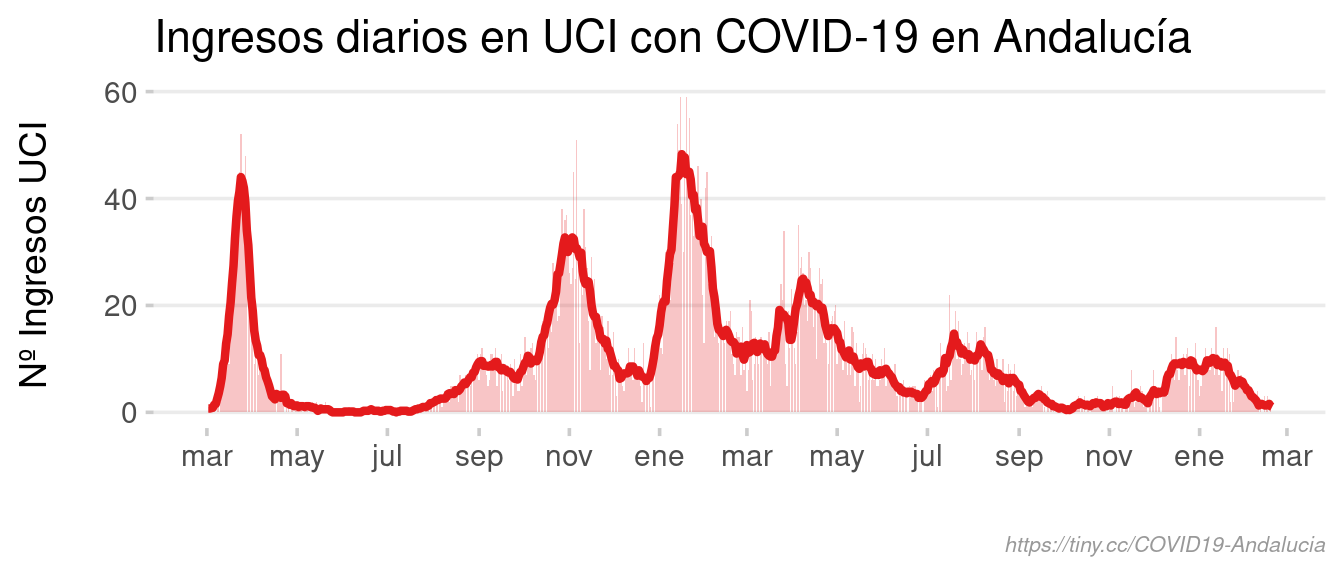 Ingresos diarios en UCI con COVID-19 en Andalucía
Nº Ingresos UCI
60
40
20
0
mar may jul sep nov ene mar may jul sep nov ene mar
https://tiny.cc/COVID19-Andalucia